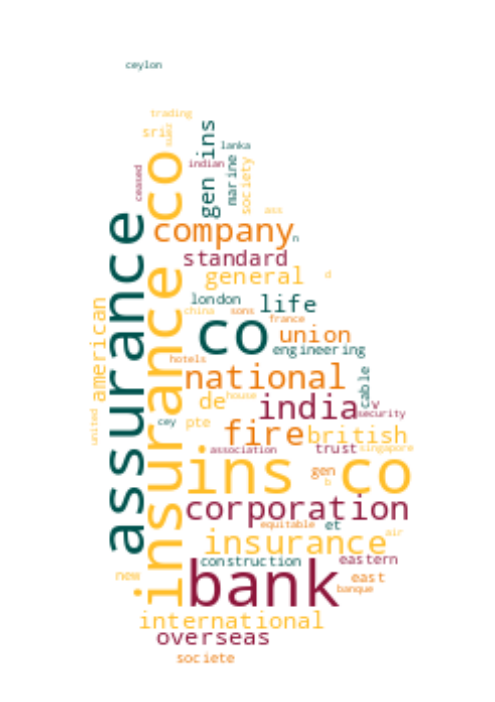 ceylon
trading
sri
suez
gen ins
lanka
indian
marine
society
ceased
ass
assurance
insurance co
company
n
standard
general
d
london
life
china
sons
france
co
union
engineering
american
hotels
national
cable
de
house
india
v
security
cey
pte
fire
british
united
association
trust
singapore
ins co
gen
b
corporation
equitable
et
air
insurance
construction
eastern
new
bank
east
banque
international
overseas
societe